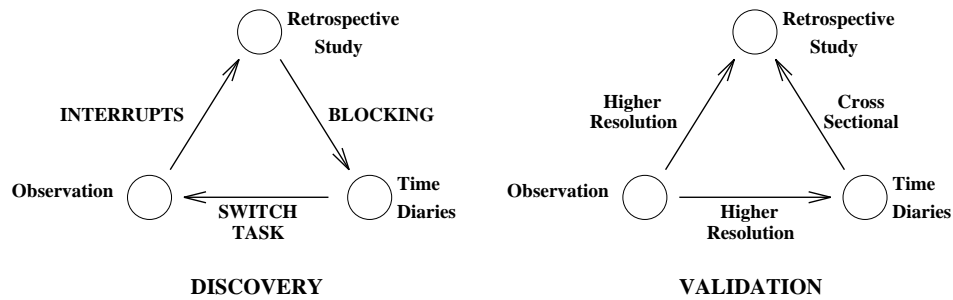 Retrospective
Study
INTERRUPTS
BLOCKING
Observation
Time
Diaries
SWITCH
TASK
DISCOVERY
Retrospective
Study
Higher
Resolution
Cross
Sectional
Observation
Time
Diaries
Higher
Resolution
VALIDATION